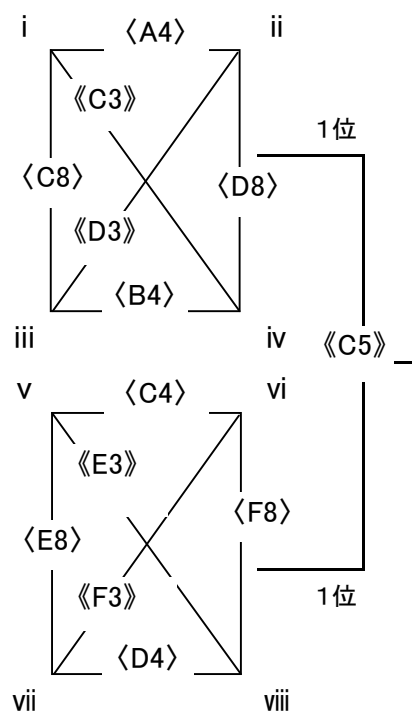 i 〈A4〉 ii
《C3》
1位
〈C8〉 〈D8〉
《D3》
〈B4〉
iii iv 《C5》
v 〈C4〉 vi
《E3》
〈E8〉 〈F8〉
《F3》 1位
〈D4〉
vii viii